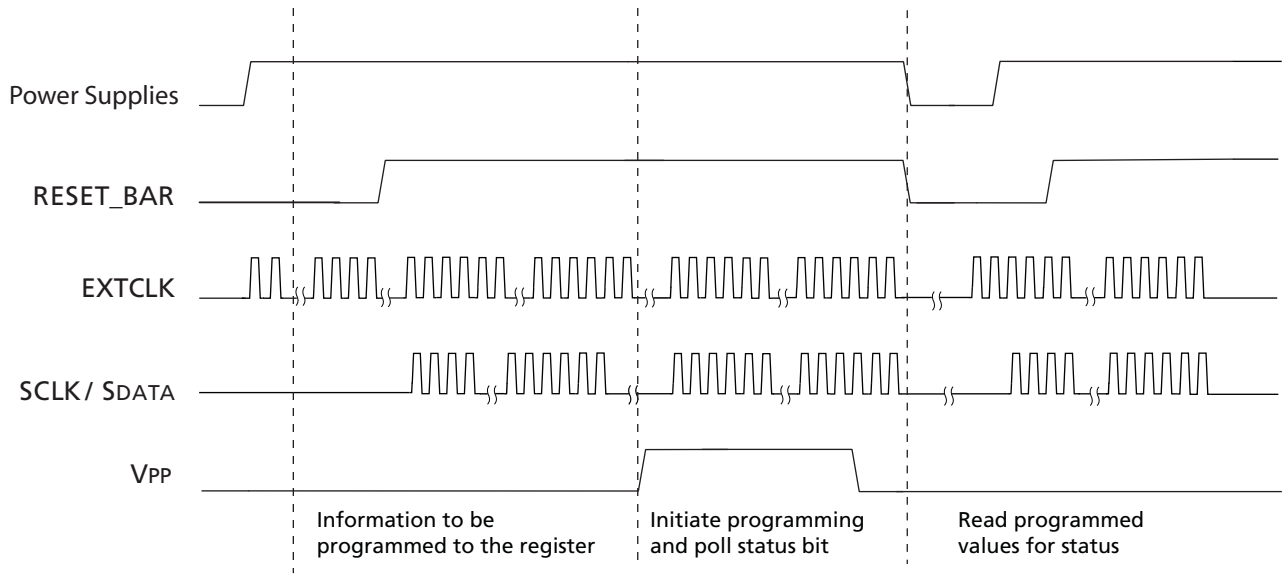 Power Supplies
RESET_BAR
EXTCLK
SCLK / SDATA
VPP
Information to be
programmed to the register
Initiate programming
and poll status bit
Read programmed
values for status